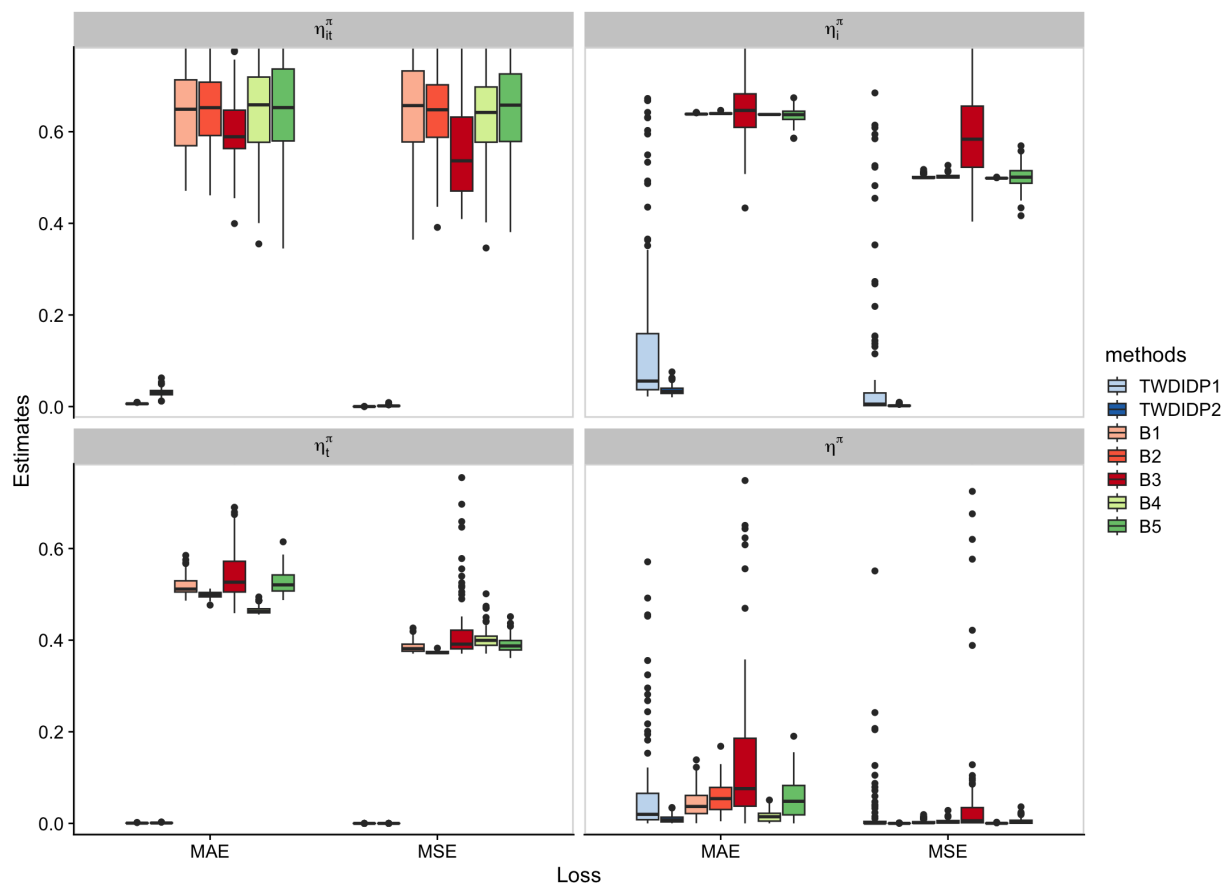 η_it^π
η_i^π
0.6
0.4
0.2
0.0
η_t^π
η^π
0.6
0.4
0.2
0.0
Estimates
MAE
MSE
MAE
MSE
Loss
methods
TWDIDP1
TWDIDP2
B1
B2
B3
B4
B5